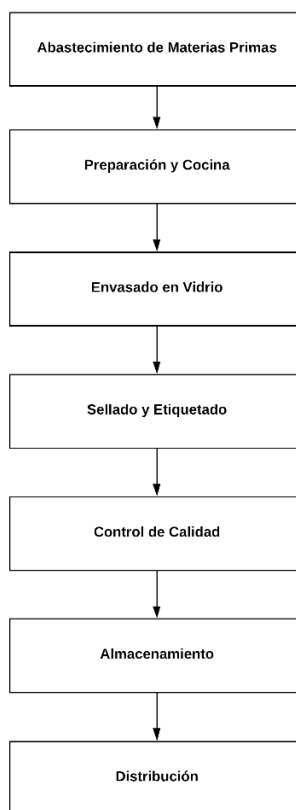 Abastecimiento de Materias Primas
Preparación y Cocina
Envasado en Vidrio
Sellado y Etiquetado
Control de Calidad
Almacenamiento
Distribución